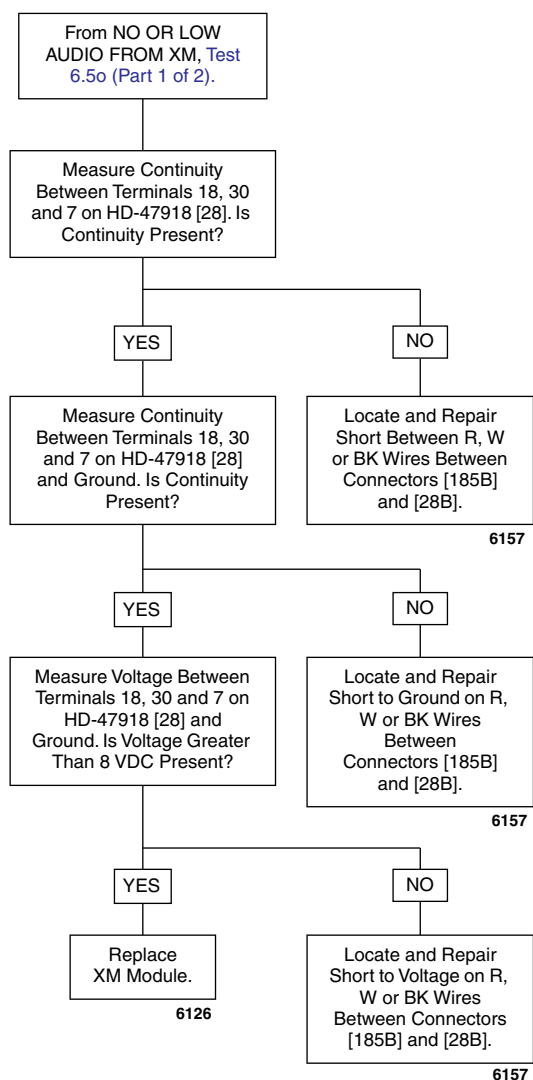 From NO OR LOW
AUDIO FROM XM, Test
6.5o (Part 1 of 2).
Measure Continuity
Between Terminals 18, 30
and 7 on HD-47918 [28]. Is
Continuity Present?
YES
NO
Measure Continuity
Between Terminals 18, 30
and 7 on HD-47918 [28]
and Ground. Is Continuity
Present?
Locate and Repair
Short Between R, W
or BK Wires Between
Connectors [185B]
and [28B].
6157
YES
NO
Measure Voltage Between
Terminals 18, 30 and 7 on
HD-47918 [28] and
Ground. Is Voltage Greater
Than 8 VDC Present?
Locate and Repair
Short to Ground on R,
W or BK Wires
Between
Connectors [185B]
and [28B].
6157
YES
NO
Replace
XM Module.
6126
Locate and Repair
Short to Voltage on R,
W or BK Wires
Between Connectors
[185B] and [28B].
6157